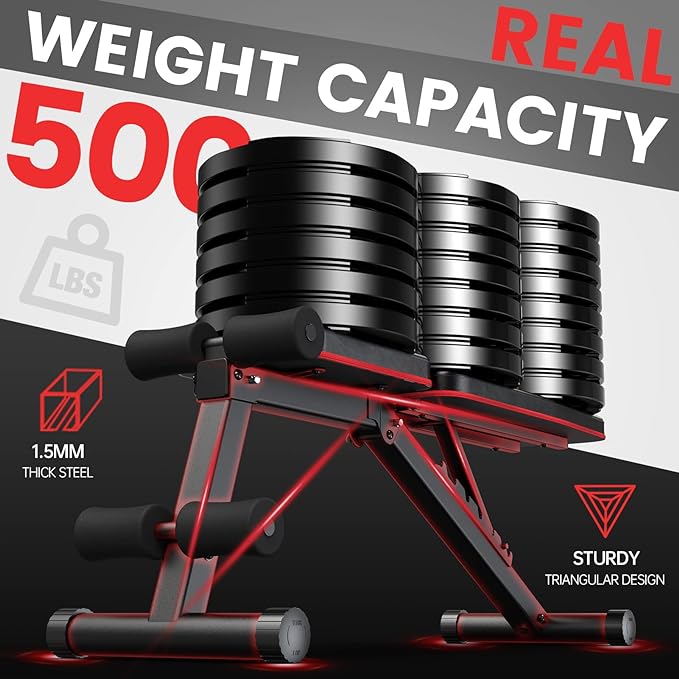 REAL
WEIGHT CAPACITY
500
LBS
1.5MM
THICK STEEL
STURDY
TRIANGULAR DESIGN